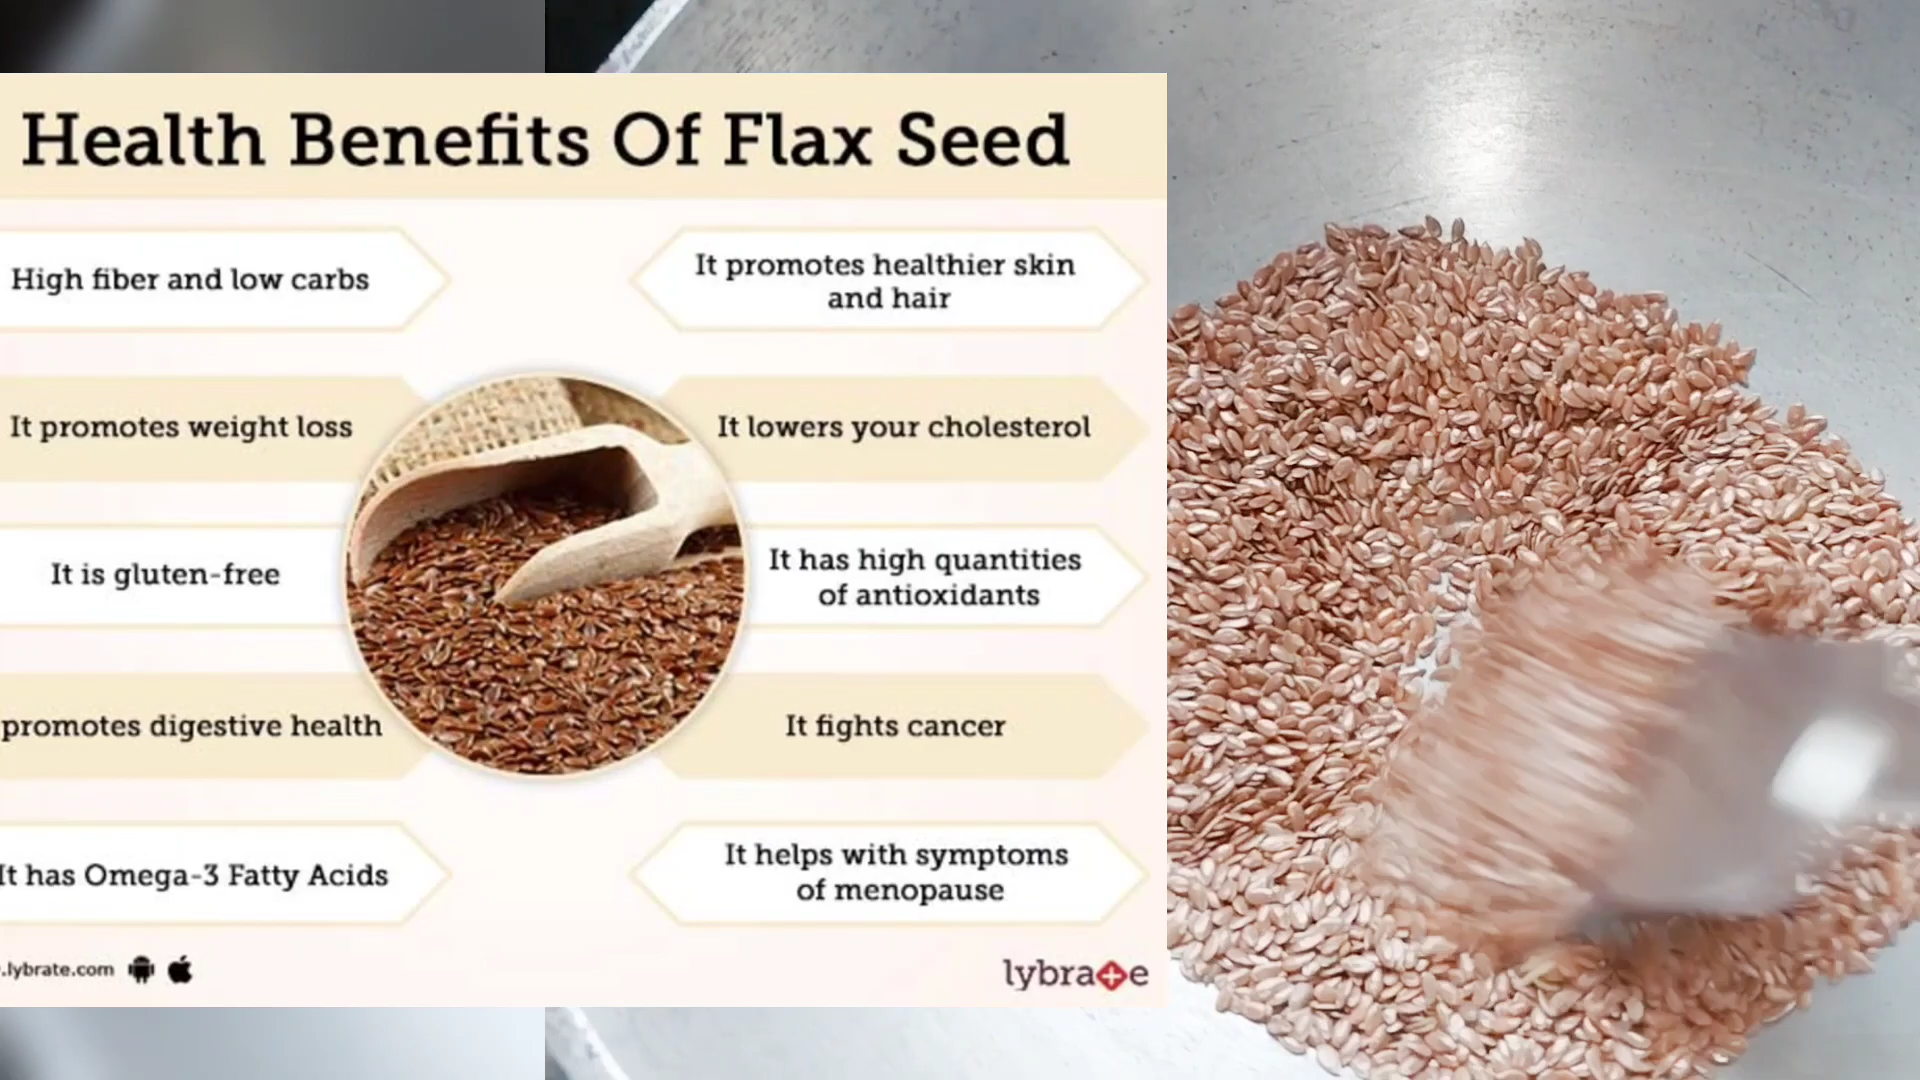 Health Benefits Of Flax Seed
High fiber and low carbs
It promotes weight loss
It is gluten-free
promotes digestive health
It has Omega-3 Fatty Acids
It promotes healthier skin
and hair
It lowers your cholesterol
It has high quantities
of antioxidants
It fights cancer
It helps with symptoms
of menopause
.lybrate.com
lybrate